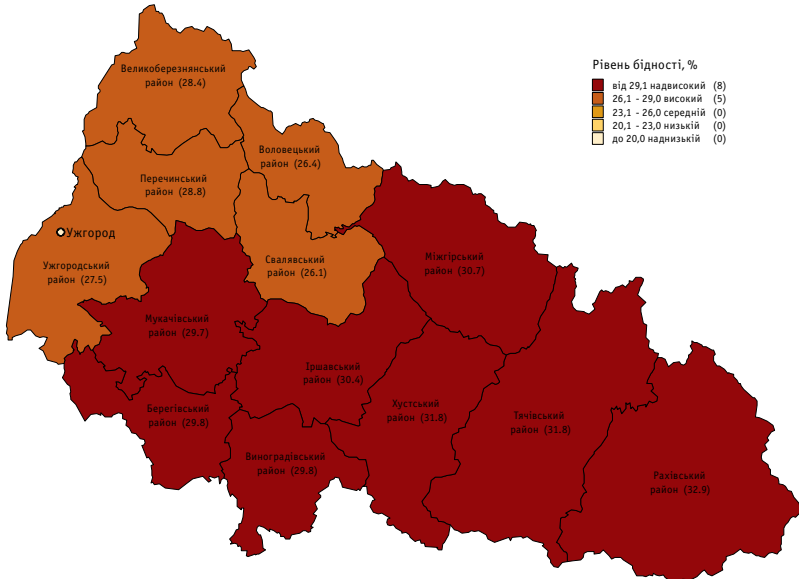 Великоберезнянський
район (28.4)
Рівень бідності, %
від 29,1 надвисокий (8)
26,1 - 29,0 високий (5)
23,1 - 26,0 середній (0)
20,1 - 23,0 низькій (0)
до 20,0 наднизькій (0)
Воловецький
район (26.4)
Перечинський
район (28.8)
Ужгород
Ужгородський
район (27.5)
Свалявський
район (26.1)
Міжгірський
район (30.7)
Мукачівський
район (29.7)
Іршавський
район (30.4)
Берегівський
район (29.8)
Хустський
район (31.8)
Тячівський
район (31.8)
Виноградівський
район (29.8)
Рахівський
район (32.9)